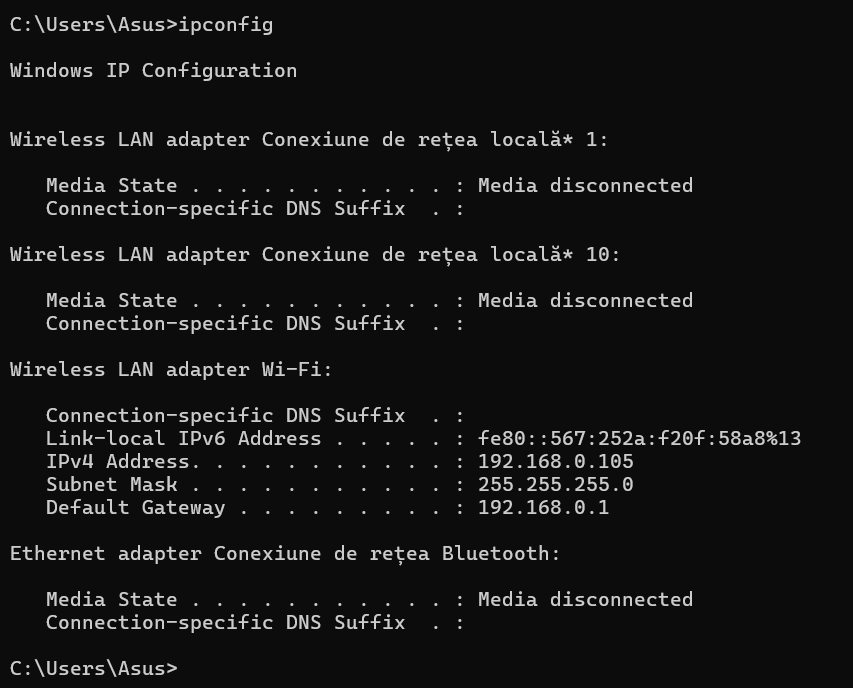 C:\Users\Asus>ipconfig
Windows IP Configuration
Wireless LAN adapter Conexiune de rețea locală* 1:
Media State . . . . . . . . . . . : Media disconnected
Connection-specific DNS Suffix  . :
Wireless LAN adapter Conexiune de rețea locală* 10:
Media State . . . . . . . . . . . : Media disconnected
Connection-specific DNS Suffix  . :
Wireless LAN adapter Wi-Fi:
Connection-specific DNS Suffix  . :
Link-local IPv6 Address . . . . . : fe80::567:252a:f20f:58a8%13
IPv4 Address. . . . . . . . . . . : 192.168.0.105
Subnet Mask . . . . . . . . . . . : 255.255.255.0
Default Gateway . . . . . . . . . : 192.168.0.1
Ethernet adapter Conexiune de rețea Bluetooth:
Media State . . . . . . . . . . . : Media disconnected
Connection-specific DNS Suffix  . :
C:\Users\Asus>